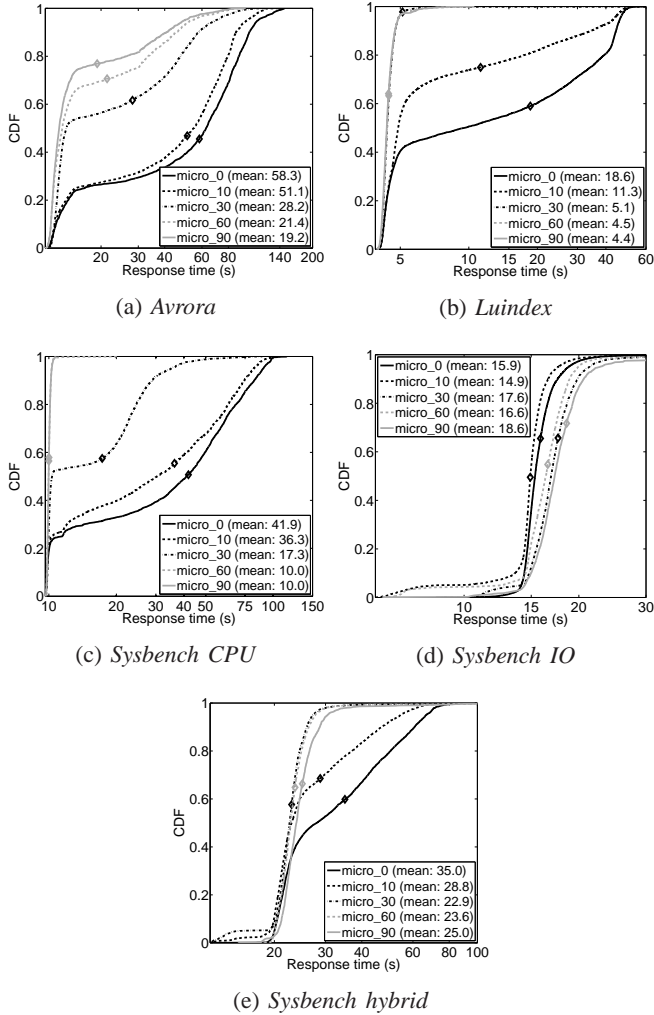 1
0.8
0.6
0.4
0.2
0
CDF
micro_0 (mean: 58.3)
micro_10 (mean: 51.1)
micro_30 (mean: 28.2)
micro_60 (mean: 21.4)
micro_90 (mean: 19.2)
20 40 60 80 140 200
Response time (s)
(a) Avrora
1
0.8
0.6
0.4
0.2
0
CDF
micro_0 (mean: 18.6)
micro_10 (mean: 11.3)
micro_30 (mean: 5.1)
micro_60 (mean: 4.5)
micro_90 (mean: 4.4)
5 10 15 20 30 40 60
Response time (s)
(b) Luindex
1
0.8
0.6
0.4
0.2
0
CDF
micro_0 (mean: 41.9)
micro_10 (mean: 36.3)
micro_30 (mean: 17.3)
micro_60 (mean: 10.0)
micro_90 (mean: 10.0)
10 20 30 40 50 100 150
Response time (s)
(c) Sysbench CPU
1
0.8
0.6
0.4
0.2
0
CDF
micro_0 (mean: 15.9)
micro_10 (mean: 14.9)
micro_30 (mean: 17.6)
micro_60 (mean: 16.6)
micro_90 (mean: 18.6)
10 15 20 30
Response time (s)
(d) Sysbench IO
1
0.8
0.6
0.4
0.2
0
CDF
micro_0 (mean: 35.0)
micro_10 (mean: 28.8)
micro_30 (mean: 22.9)
micro_60 (mean: 23.6)
micro_90 (mean: 25.0)
20 30 40 60 80 100
Response time (s)
(e) Sysbench hybrid